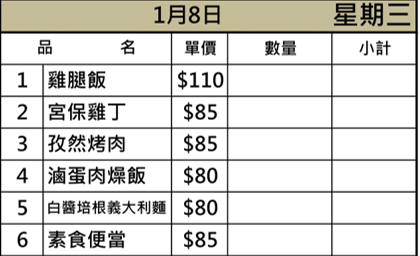 1月8日 星期三
品 名 單價 數量 小計
1 雞腿飯 $110
2 宮保雞丁 $85
3 孜然烤肉 $85
4 滷蛋肉燥飯 $80
5 白醬培根義大利麵 $80
6 素食便當 $85